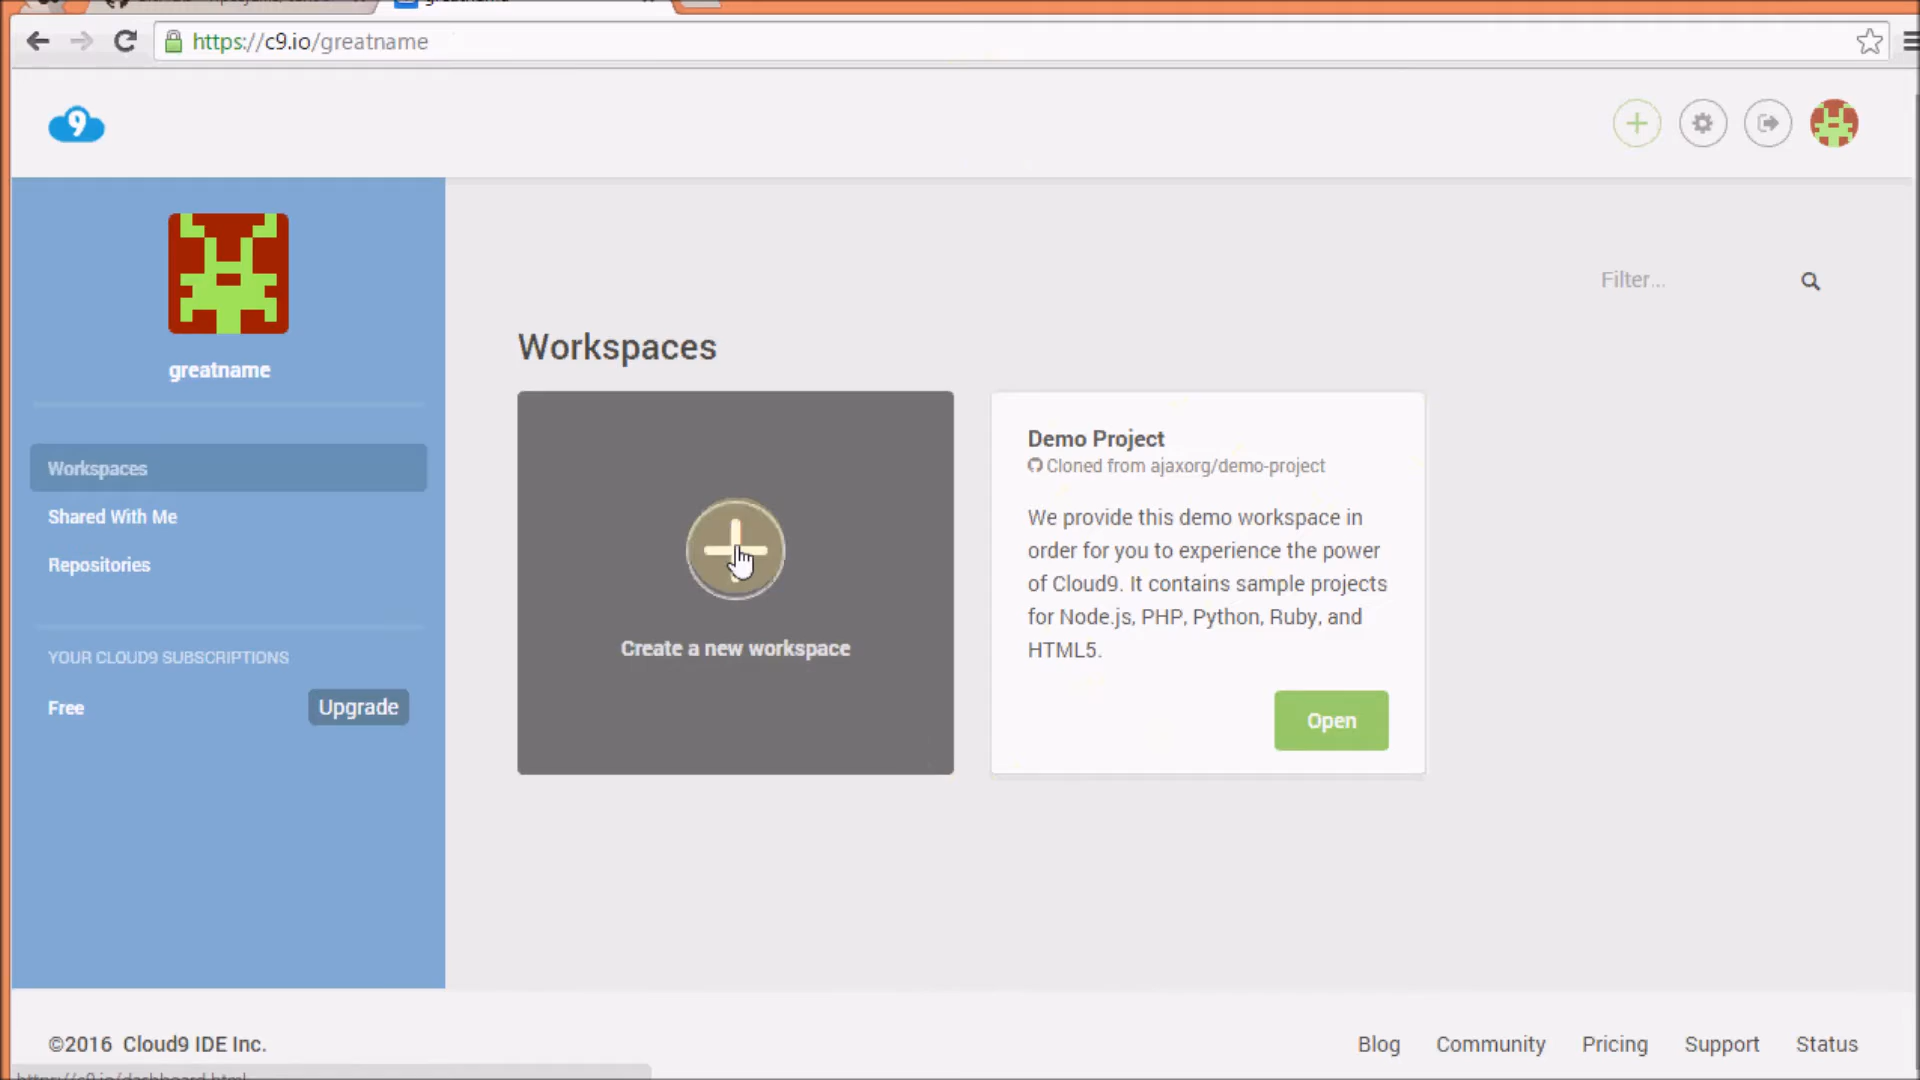 https://c9.io/greatname
9
Filter...
greatname
Workspaces
Shared With Me
Repositories
YOUR CLOUD9 SUBSCRIPTIONS
Free
Upgrade
Workspaces
Create a new workspace
Demo Project
Cloned from ajaxorg/demo-project
We provide this demo workspace in
order for you to experience the power
of Cloud9. It contains sample projects
for Node.js, PHP, Python, Ruby, and
HTML5.
Open
©2016 Cloud9 IDE Inc.
Blog
Community
Pricing
Support
Status